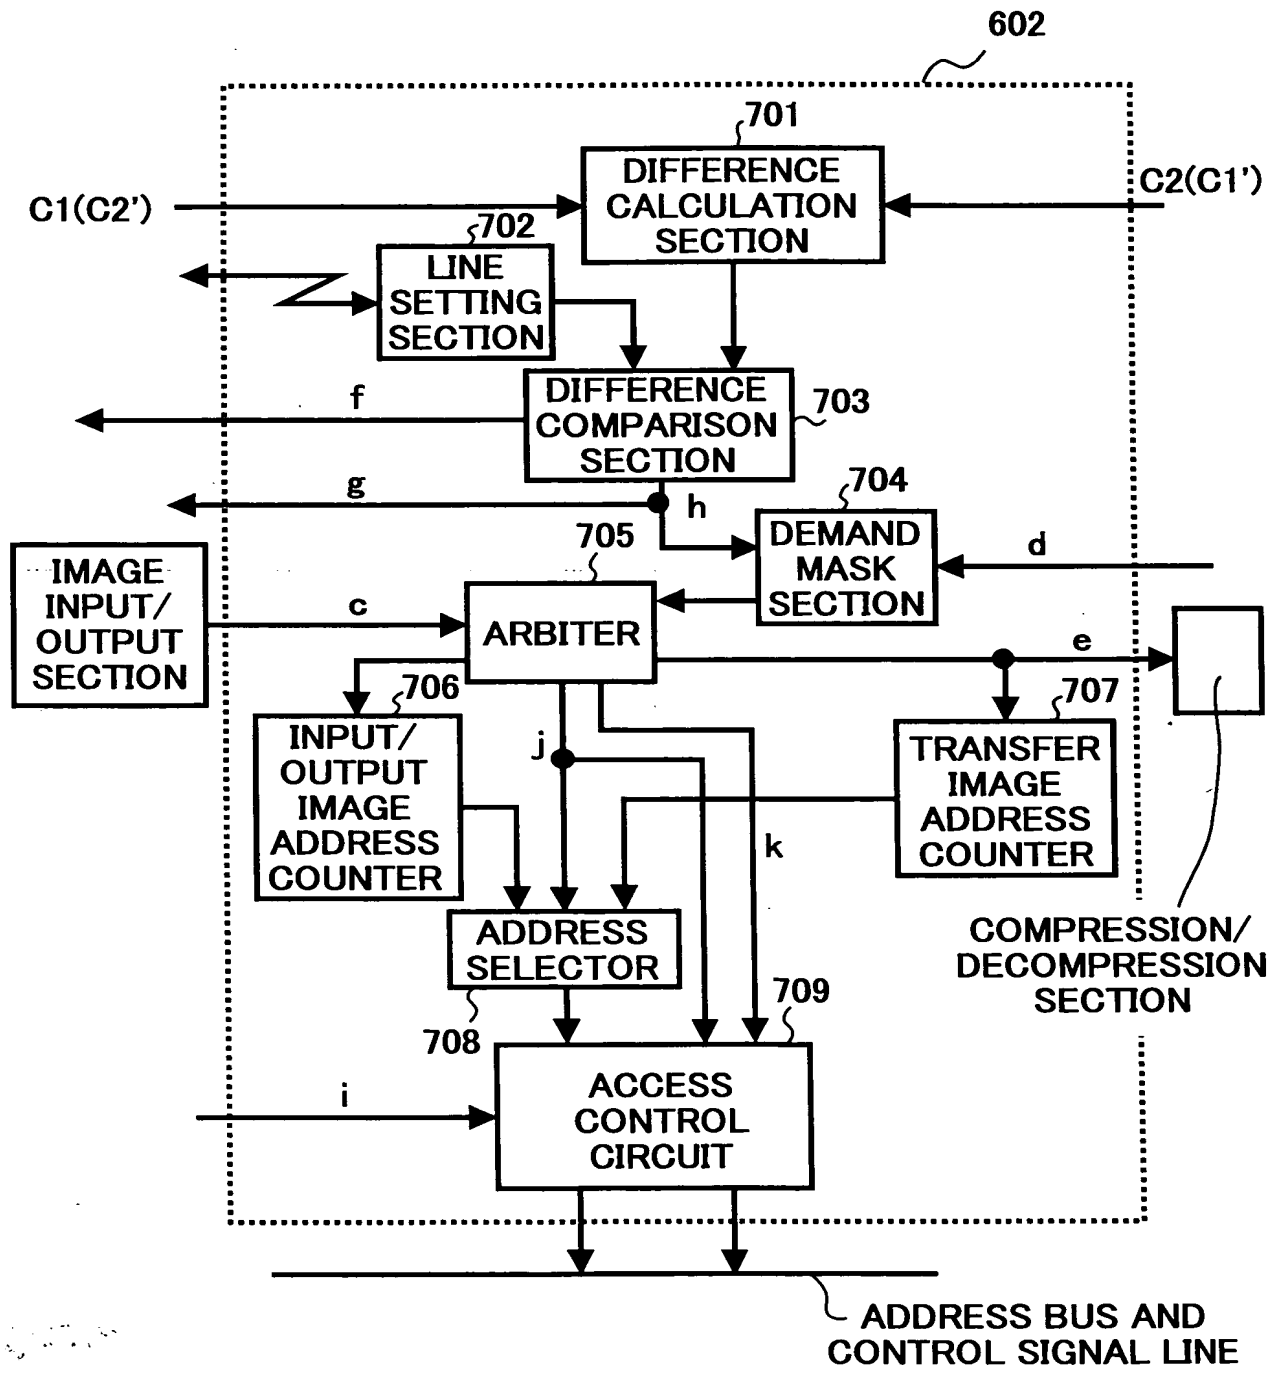 602
701
DIFFERENCE
CALCULATION
SECTION
C1(C2')
C2(C1')
702
LINE
SETTING
SECTION
DIFFERENCE
COMPARISON
SECTION
703
f
g
h
704
DEMAND
MASK
SECTION
d
705
IMAGE
INPUT/
OUTPUT
SECTION
c
ARBITER
e
706
707
INPUT/
OUTPUT
IMAGE
ADDRESS
COUNTER
j
k
TRANSFER
IMAGE
ADDRESS
COUNTER
ADDRESS
SELECTOR
708
COMPRESSION/
DECOMPRESSION
SECTION
709
i
ACCESS
CONTROL
CIRCUIT
ADDRESS BUS AND
CONTROL SIGNAL LINE